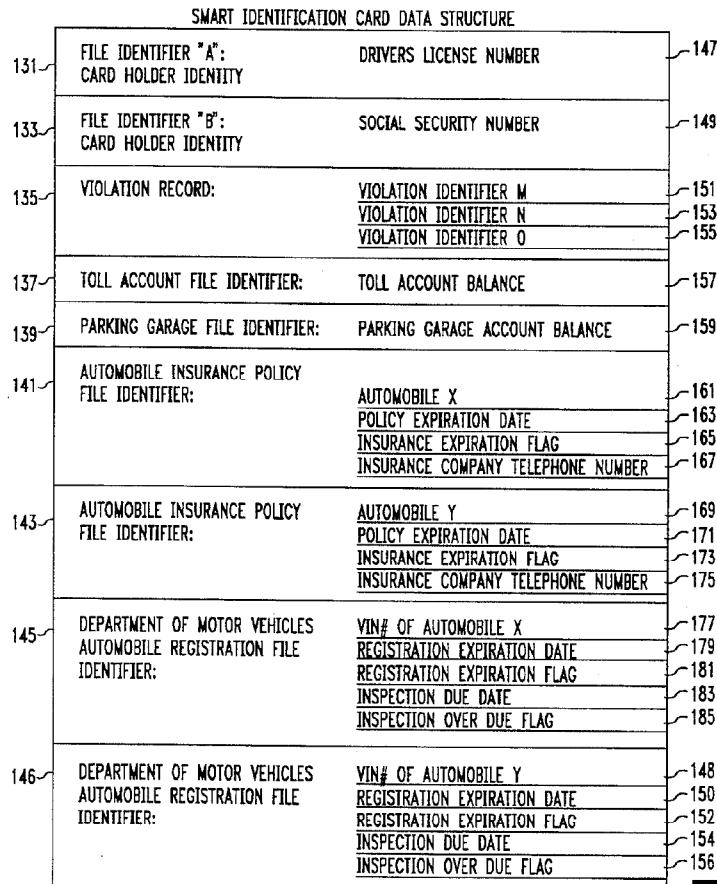 SMART IDENTIFICATION CARD DATA STRUCTURE
131 FILE IDENTIFIER "A": DRIVERS LICENSE NUMBER 147
CARD HOLDER IDENTITY
133 FILE IDENTIFIER "B": SOCIAL SECURITY NUMBER 149
CARD HOLDER IDENTITY
135 VIOLATION RECORD: VIOLATION IDENTIFIER M 151
VIOLATION IDENTIFIER N 153
VIOLATION IDENTIFIER O 155
137 TOLL ACCOUNT FILE IDENTIFIER: TOLL ACCOUNT BALANCE 157
139 PARKING GARAGE FILE IDENTIFIER: PARKING GARAGE ACCOUNT BALANCE 159
141 AUTOMOBILE INSURANCE POLICY
FILE IDENTIFIER: AUTOMOBILE X 161
POLICY EXPIRATION DATE 163
INSURANCE EXPIRATION FLAG 165
INSURANCE COMPANY TELEPHONE NUMBER 167
143 AUTOMOBILE INSURANCE POLICY AUTOMOBILE Y 169
FILE IDENTIFIER: POLICY EXPIRATION DATE 171
INSURANCE EXPIRATION FLAG 173
INSURANCE COMPANY TELEPHONE NUMBER 175
145 DEPARTMENT OF MOTOR VEHICLES VIN# OF AUTOMOBILE X 177
AUTOMOBILE REGISTRATION FILE REGISTRATION EXPIRATION DATE 179
IDENTIFIER: REGISTRATION EXPIRATION FLAG 181
INSPECTION DUE DATE 183
INSPECTION OVER DUE FLAG 185
146 DEPARTMENT OF MOTOR VEHICLES VIN# OF AUTOMOBILE Y 148
AUTOMOBILE REGISTRATION FILE REGISTRATION EXPIRATION DATE 150
IDENTIFIER: REGISTRATION EXPIRATION FLAG 152
INSPECTION DUE DATE 154
INSPECTION OVER DUE FLAG 156